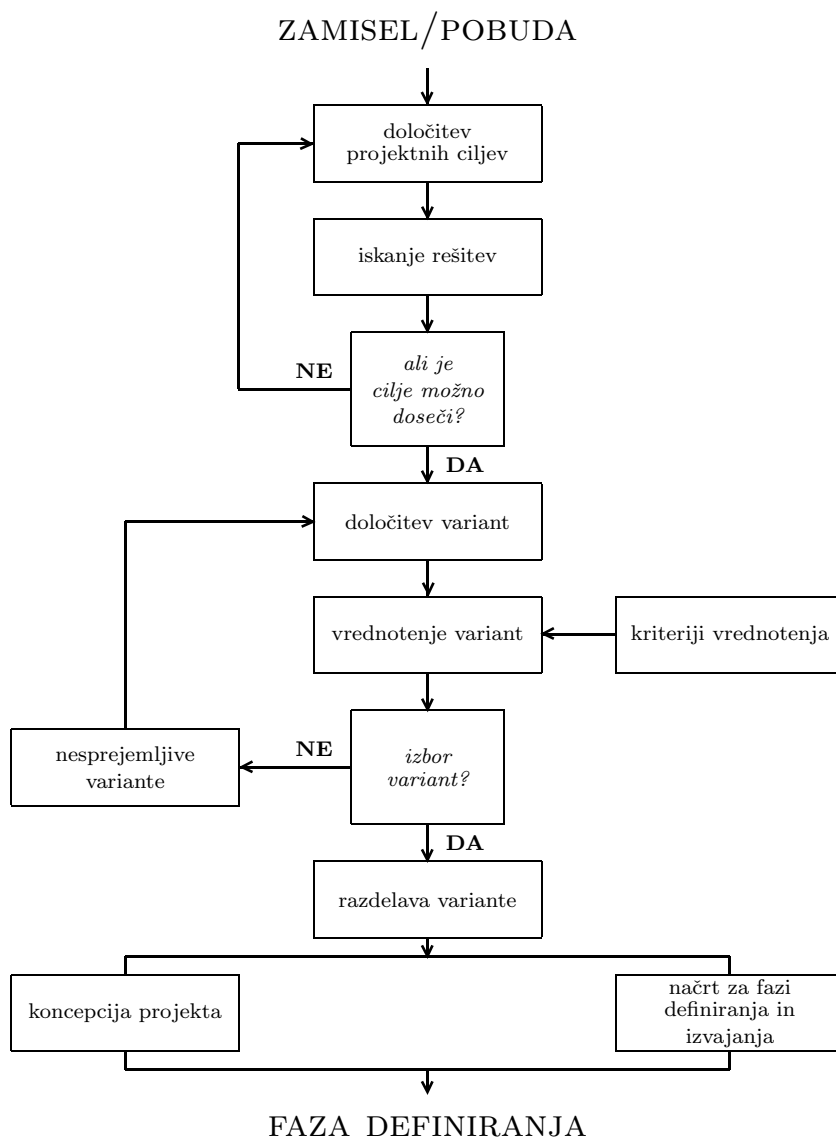 ZAMISEL/POBUDA
določitev
projektnih ciljev
iskanje rešitev
NE
ali je
cilje možno
doseči?
DA
določitev variant
vrednotenje variant
kriteriji vrednotenja
nesprejemljive
variante
NE
izbor
variant?
DA
razdelava variante
koncepcija projekta
načrt za fazi
definiranja in
izvajanja
FAZA DEFINIRANJA